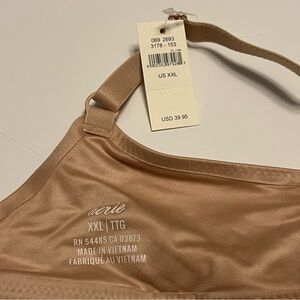 069 2693
3178 - 153
US XXL
USD 39.95
aerie
XXL | TTG
RN 54485 CA 03873
MADE IN VIETNAM
FABRIQUÉ AU VIETNAM